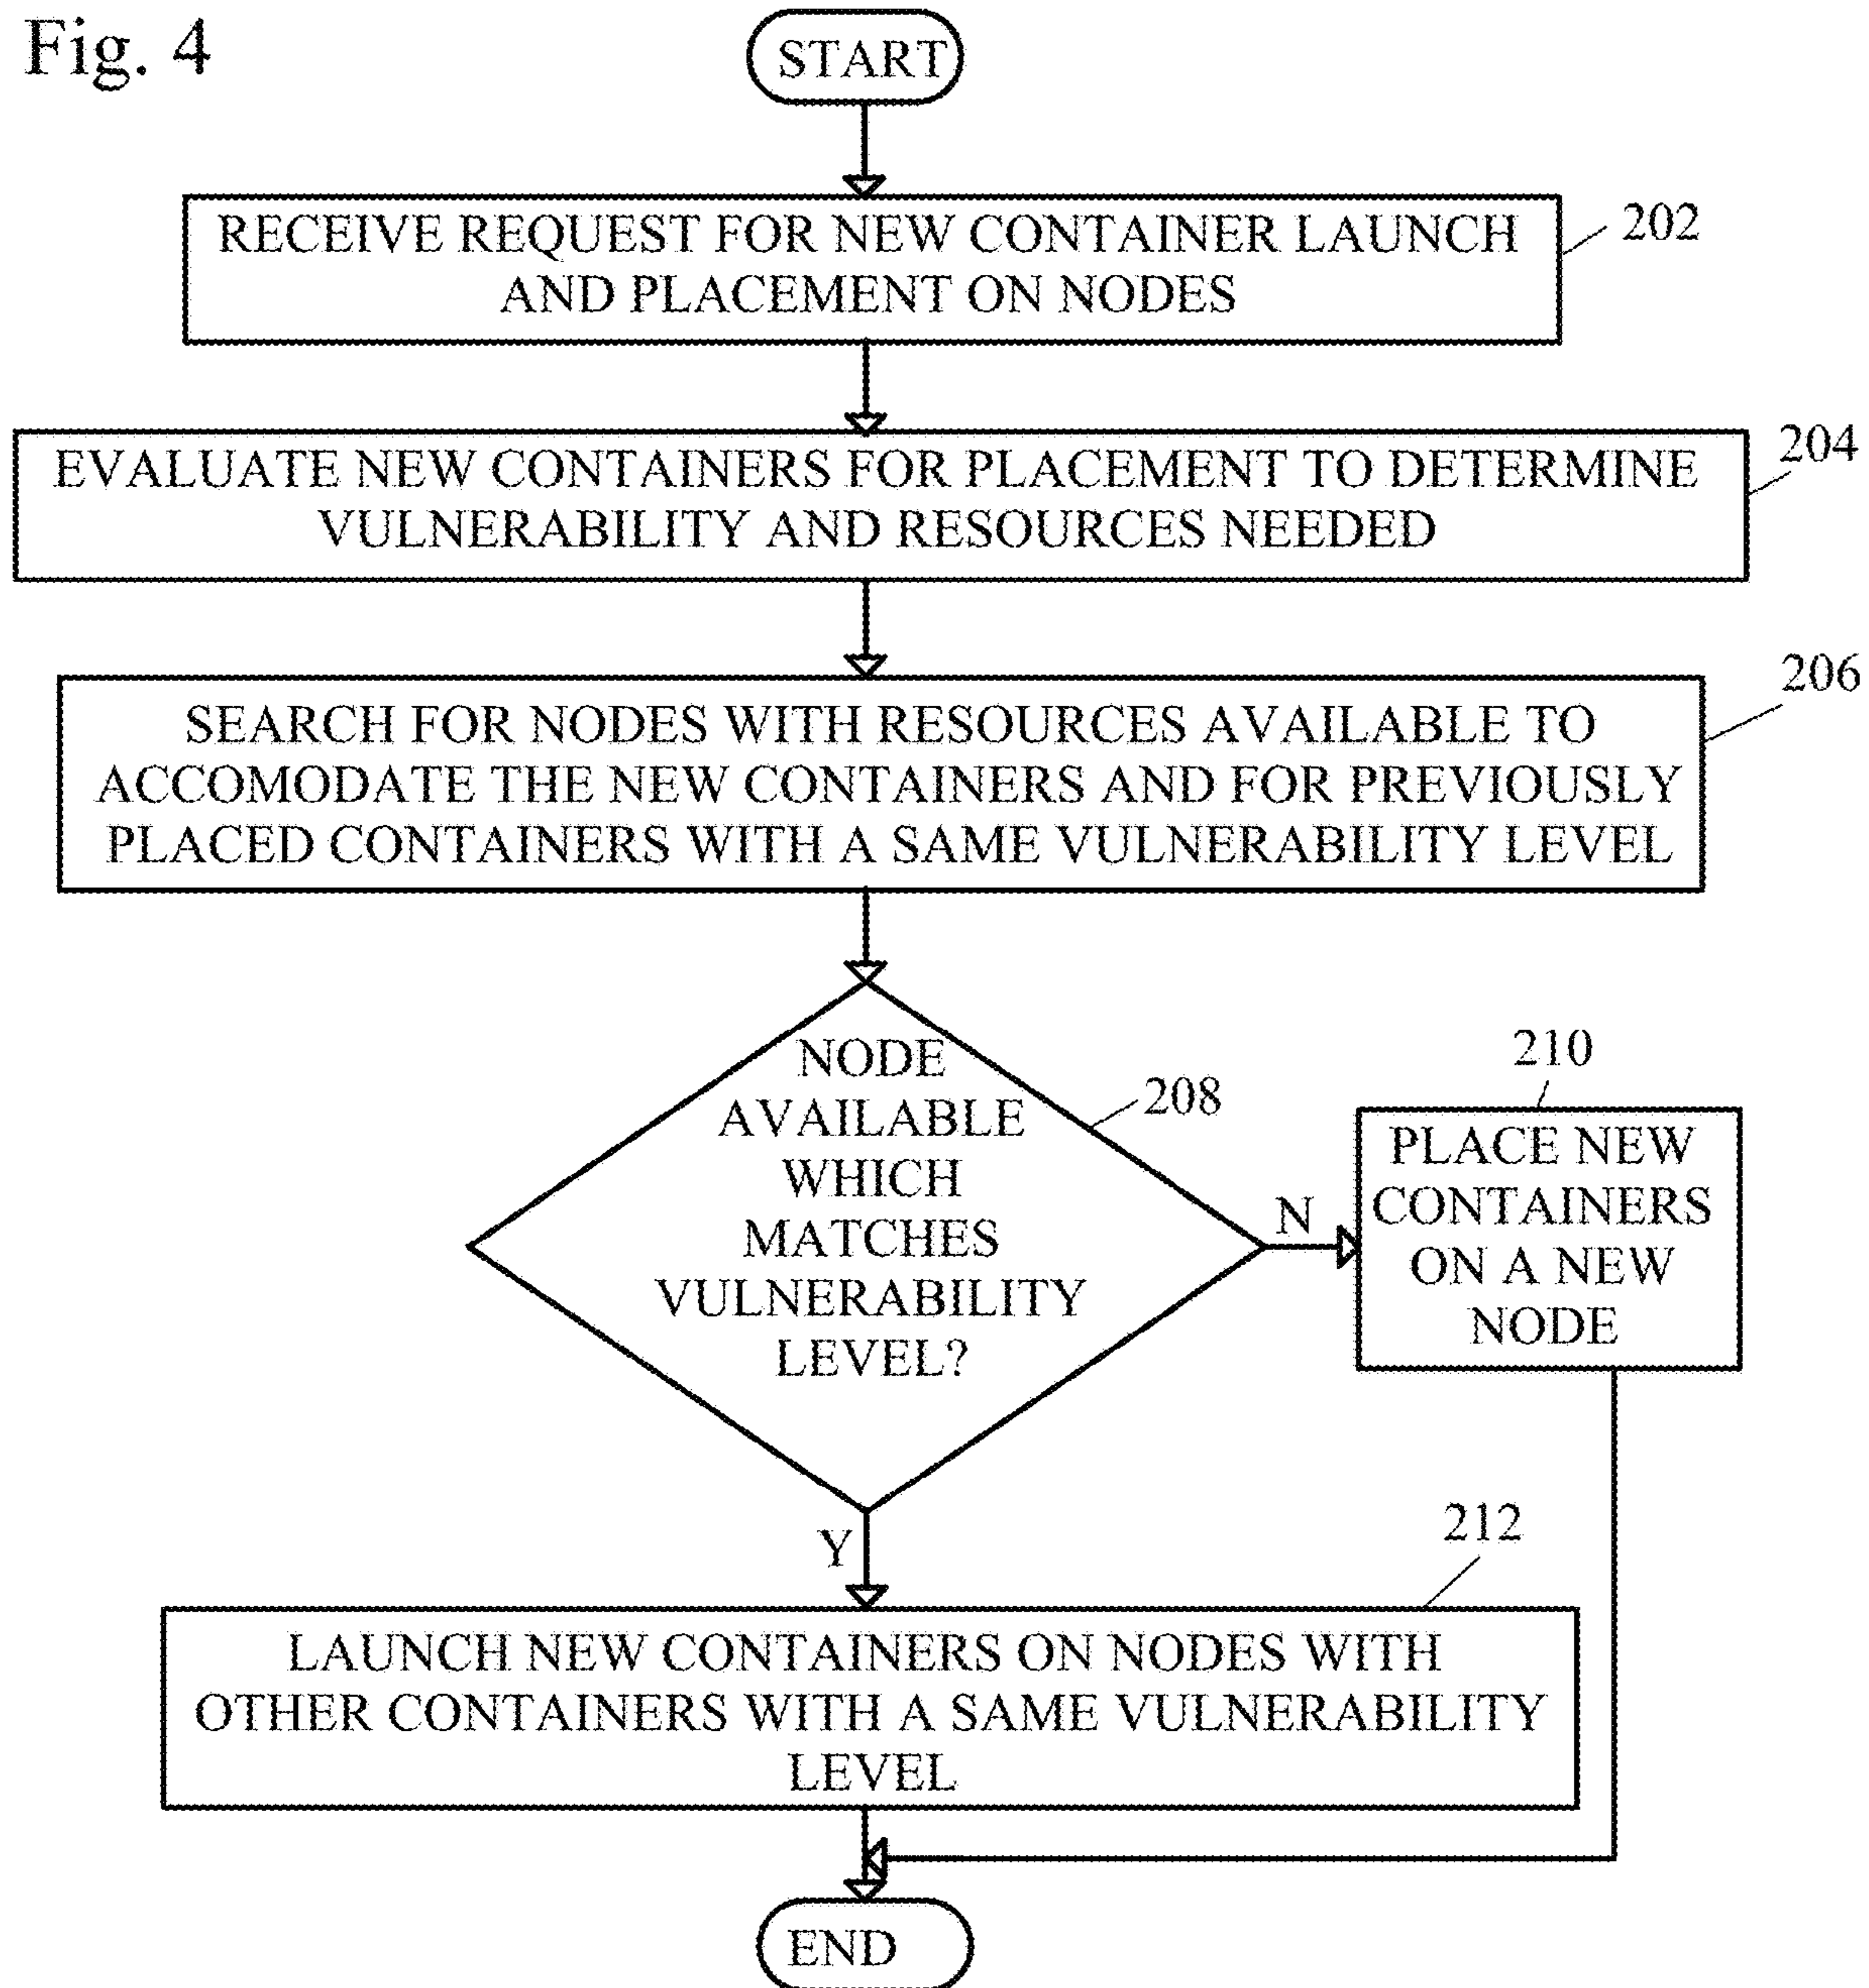 Fig. 4
START
RECEIVE REQUEST FOR NEW CONTAINER LAUNCH
AND PLACEMENT ON NODES
202
EVALUATE NEW CONTAINERS FOR PLACEMENT TO DETERMINE
VULNERABILITY AND RESOURCES NEEDED
204
SEARCH FOR NODES WITH RESOURCES AVAILABLE TO
ACCOMODATE THE NEW CONTAINERS AND FOR PREVIOUSLY
PLACED CONTAINERS WITH A SAME VULNERABILITY LEVEL
206
NODE
AVAILABLE
WHICH
MATCHES
VULNERABILITY
LEVEL?
208
N
210
PLACE NEW
CONTAINERS
ON A NEW
NODE
Y
212
LAUNCH NEW CONTAINERS ON NODES WITH
OTHER CONTAINERS WITH A SAME VULNERABILITY
LEVEL
END